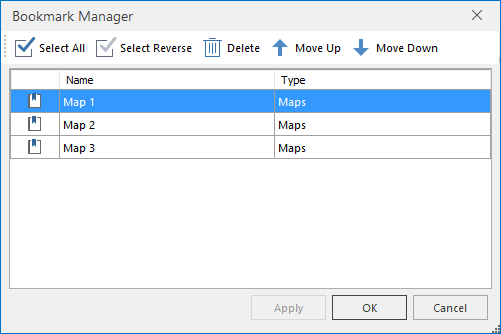 Bookmark Manager
Select All Select Reverse Delete Move Up Move Down
Name Type
Map 1 Maps
Map 2 Maps
Map 3 Maps
Apply OK Cancel